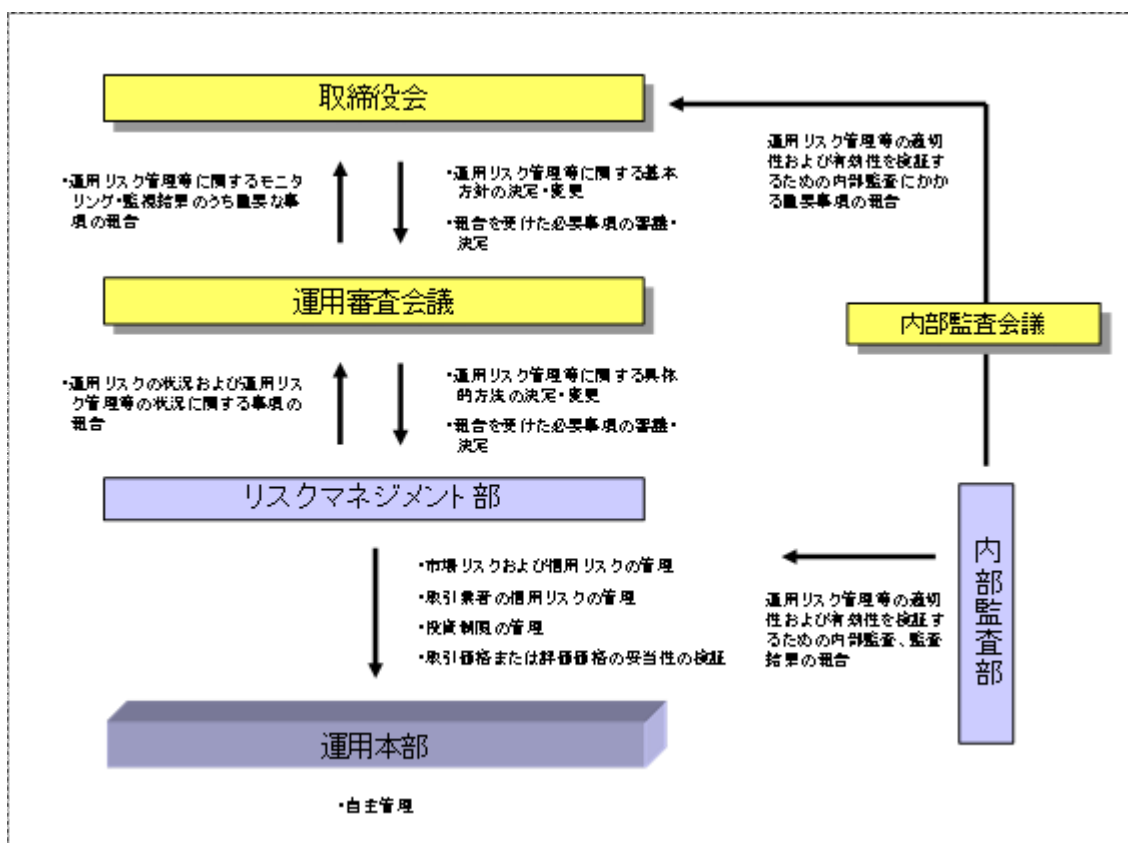 取締役会
・運用リスク管理等に関するモニタ
リング・監視結果のうち重要な事
項の報告
・運用リスク管理等に関する基本
方針の決定・変更
・報告を受けた必要事項の審議・
決定
運用リスク管理等の適切
性および有効性を検証す
るための内部監査にかか
る重要事項の報告
運用審査会議
内部監査会議
・運用リスクの状況および運用リス
ク管理等の状況に関する事項の
報告
・運用リスク管理等に関する具体
的方法の決定・変更
・報告を受けた必要事項の審議・
決定
リスクマネジメント部
・市場リスクおよび信用リスクの管理
・取引業者の信用リスクの管理
・投資制限の管理
・取引価格または評価価格の妥当性の検証
運用リスク管理等の適切
性および有効性を検証す
るための内部監査、監査
結果の報告
内部監査部
運用本部
・自主管理